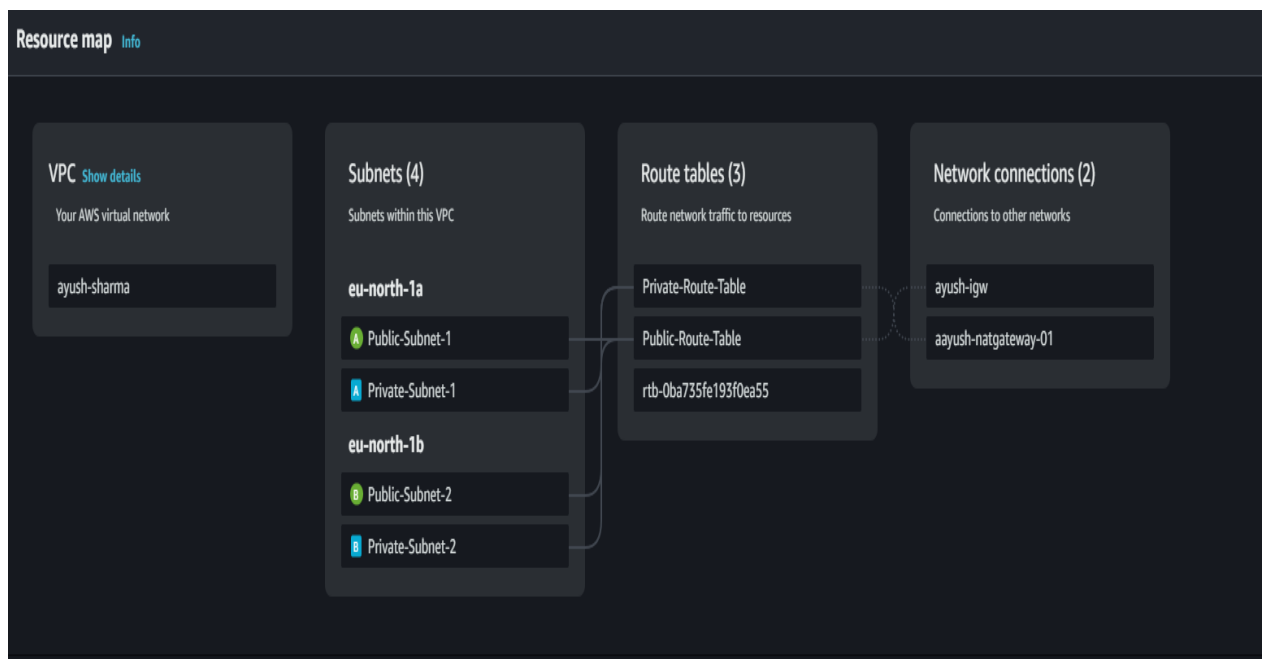 Resource map Info
VPC Show details
Your AWS virtual network
ayush-sharma
Subnets (4)
Subnets within this VPC
eu-north-1a
A Public-Subnet-1
A Private-Subnet-1
eu-north-1b
B Public-Subnet-2
B Private-Subnet-2
Route tables (3)
Route network traffic to resources
Private-Route-Table
Public-Route-Table
rtb-0ba735fe193f0ea55
Network connections (2)
Connections to other networks
ayush-igw
aayush-natgateway-01